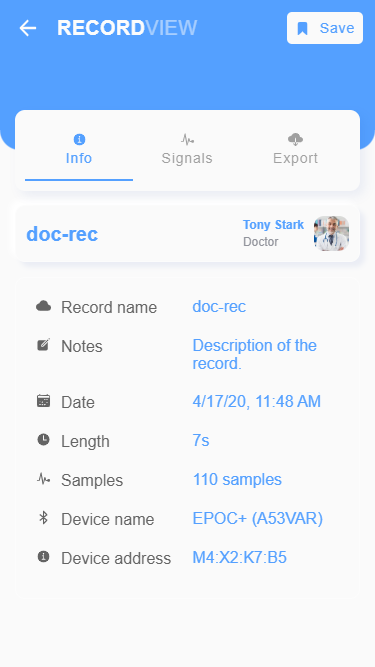 RECORDVIEW Save
Info Signals Export
doc-rec
Tony Stark
Doctor
Record name doc-rec
Notes Description of the
record.
Date 4/17/20, 11:48 AM
Length 7s
Samples 110 samples
Device name EPOC+ (A53VAR)
Device address M4:X2:K7:B5